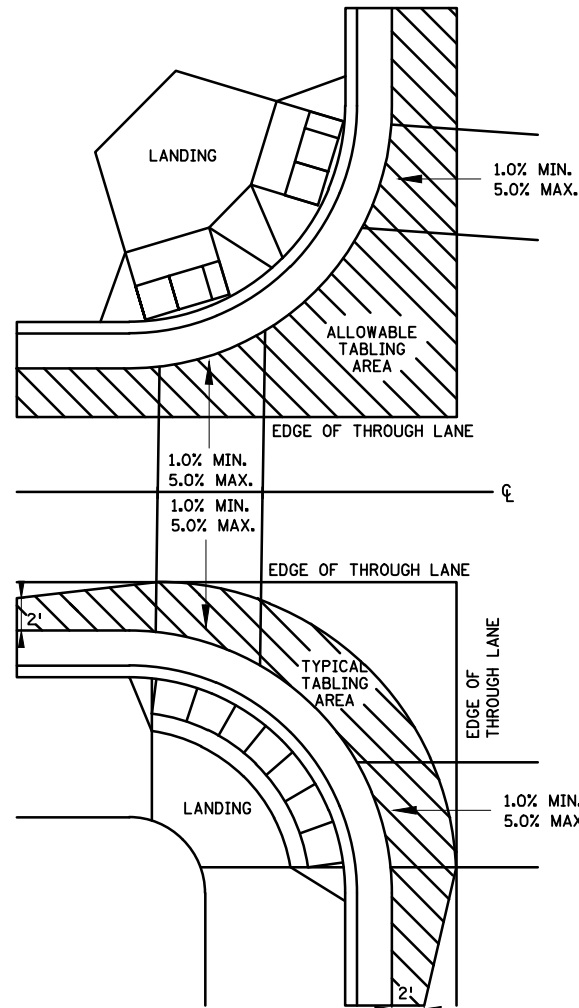 LANDING
1.0% MIN.
5.0% MAX.
ALLOWABLE
TABLING
AREA
EDGE OF THROUGH LANE
1.0% MIN.
5.0% MAX.
℄
1.0% MIN.
5.0% MAX.
EDGE OF THROUGH LANE
2'
TYPICAL
TABLING
AREA
EDGE OF
THROUGH LANE
LANDING
1.0% MIN.
5.0% MAX
2'